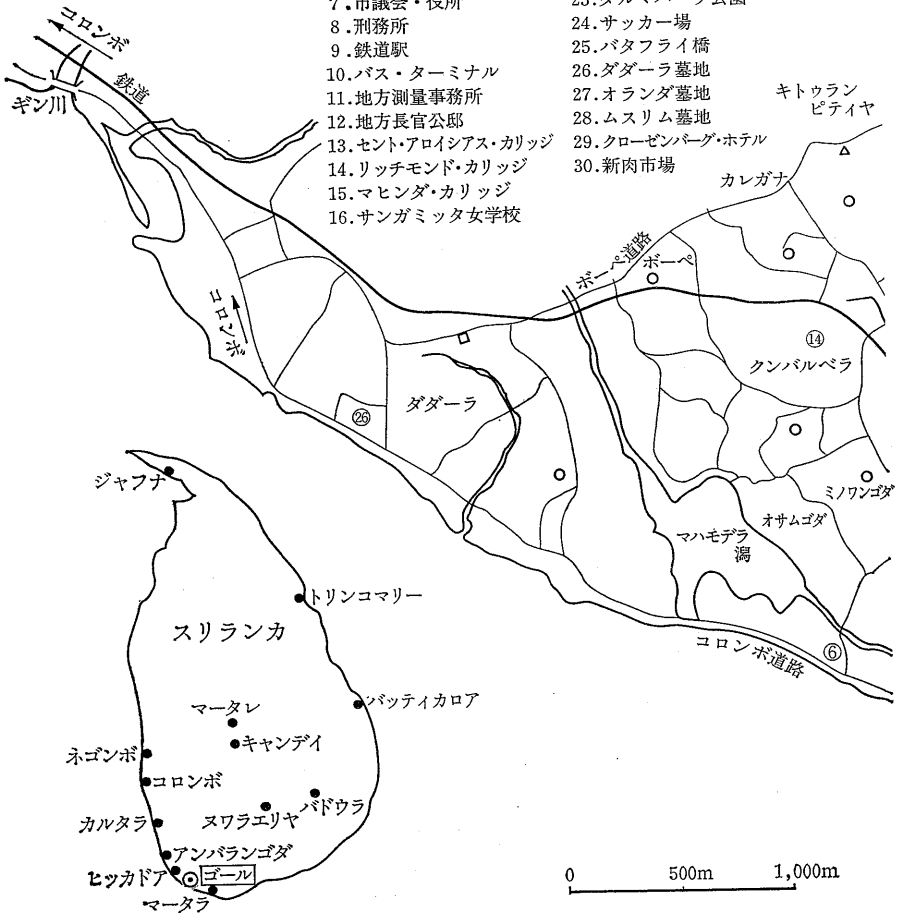 7.市議会・役所
8.刑務所
9.鉄道駅
10.バス・ターミナル
11.地方測量事務所
12.地方長官公邸
13.セント・アロイシアス・カリッジ
14.リッチモンド・カリッジ
15.マヒンダ・カリッジ
16.サンガミッタ女学校
24.サッカー場
25.バタフライ橋
26.ダダーラ墓地
27.オランダ墓地
28.ムスリム墓地
29.クローゼンバーグ・ホテル
30.新肉市場
コロンボ
鉄道
ギン川
キトゥラン
ピティヤ
カレガナ
ボーペ道路
ボーペ
コロンボ
⑭
クンバルベラ
ダダーラ
㉖
ミノワンゴダ
オサムゴダ
マハモデラ
潟
コロンボ道路
⑥
ジャフナ
トリンコマリー
スリランカ
バッティカロア
マータレ
キャンデイ
ネゴンボ
コロンボ
バドウラ
ヌワラエリヤ
カルタラ
アンバランゴダ
ヒッカドア
ゴール
マータラ
0 500m 1,000m